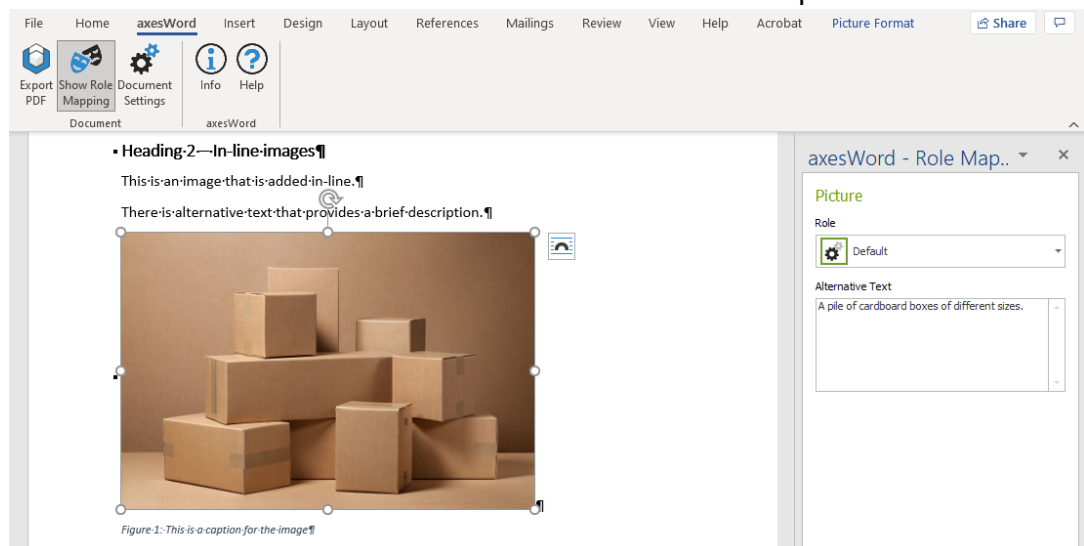 File Home axesWord Insert Design Layout References Mailings Review View Help Acrobat Picture Format Share
Export PDF
Show Role Mapping
Document Settings
Info
Help
Document
axesWord
Heading·2·–·In-line·images¶
This·is·an·image·that·is·added·in-line.¶
There·is·alternative·text·that·provides·a·brief·description.¶
¶
Figure·1:·This·is·a·caption·for·the·image¶
axesWord - Role Map..
Picture
Role
Default
Alternative Text
A pile of cardboard boxes of different sizes.